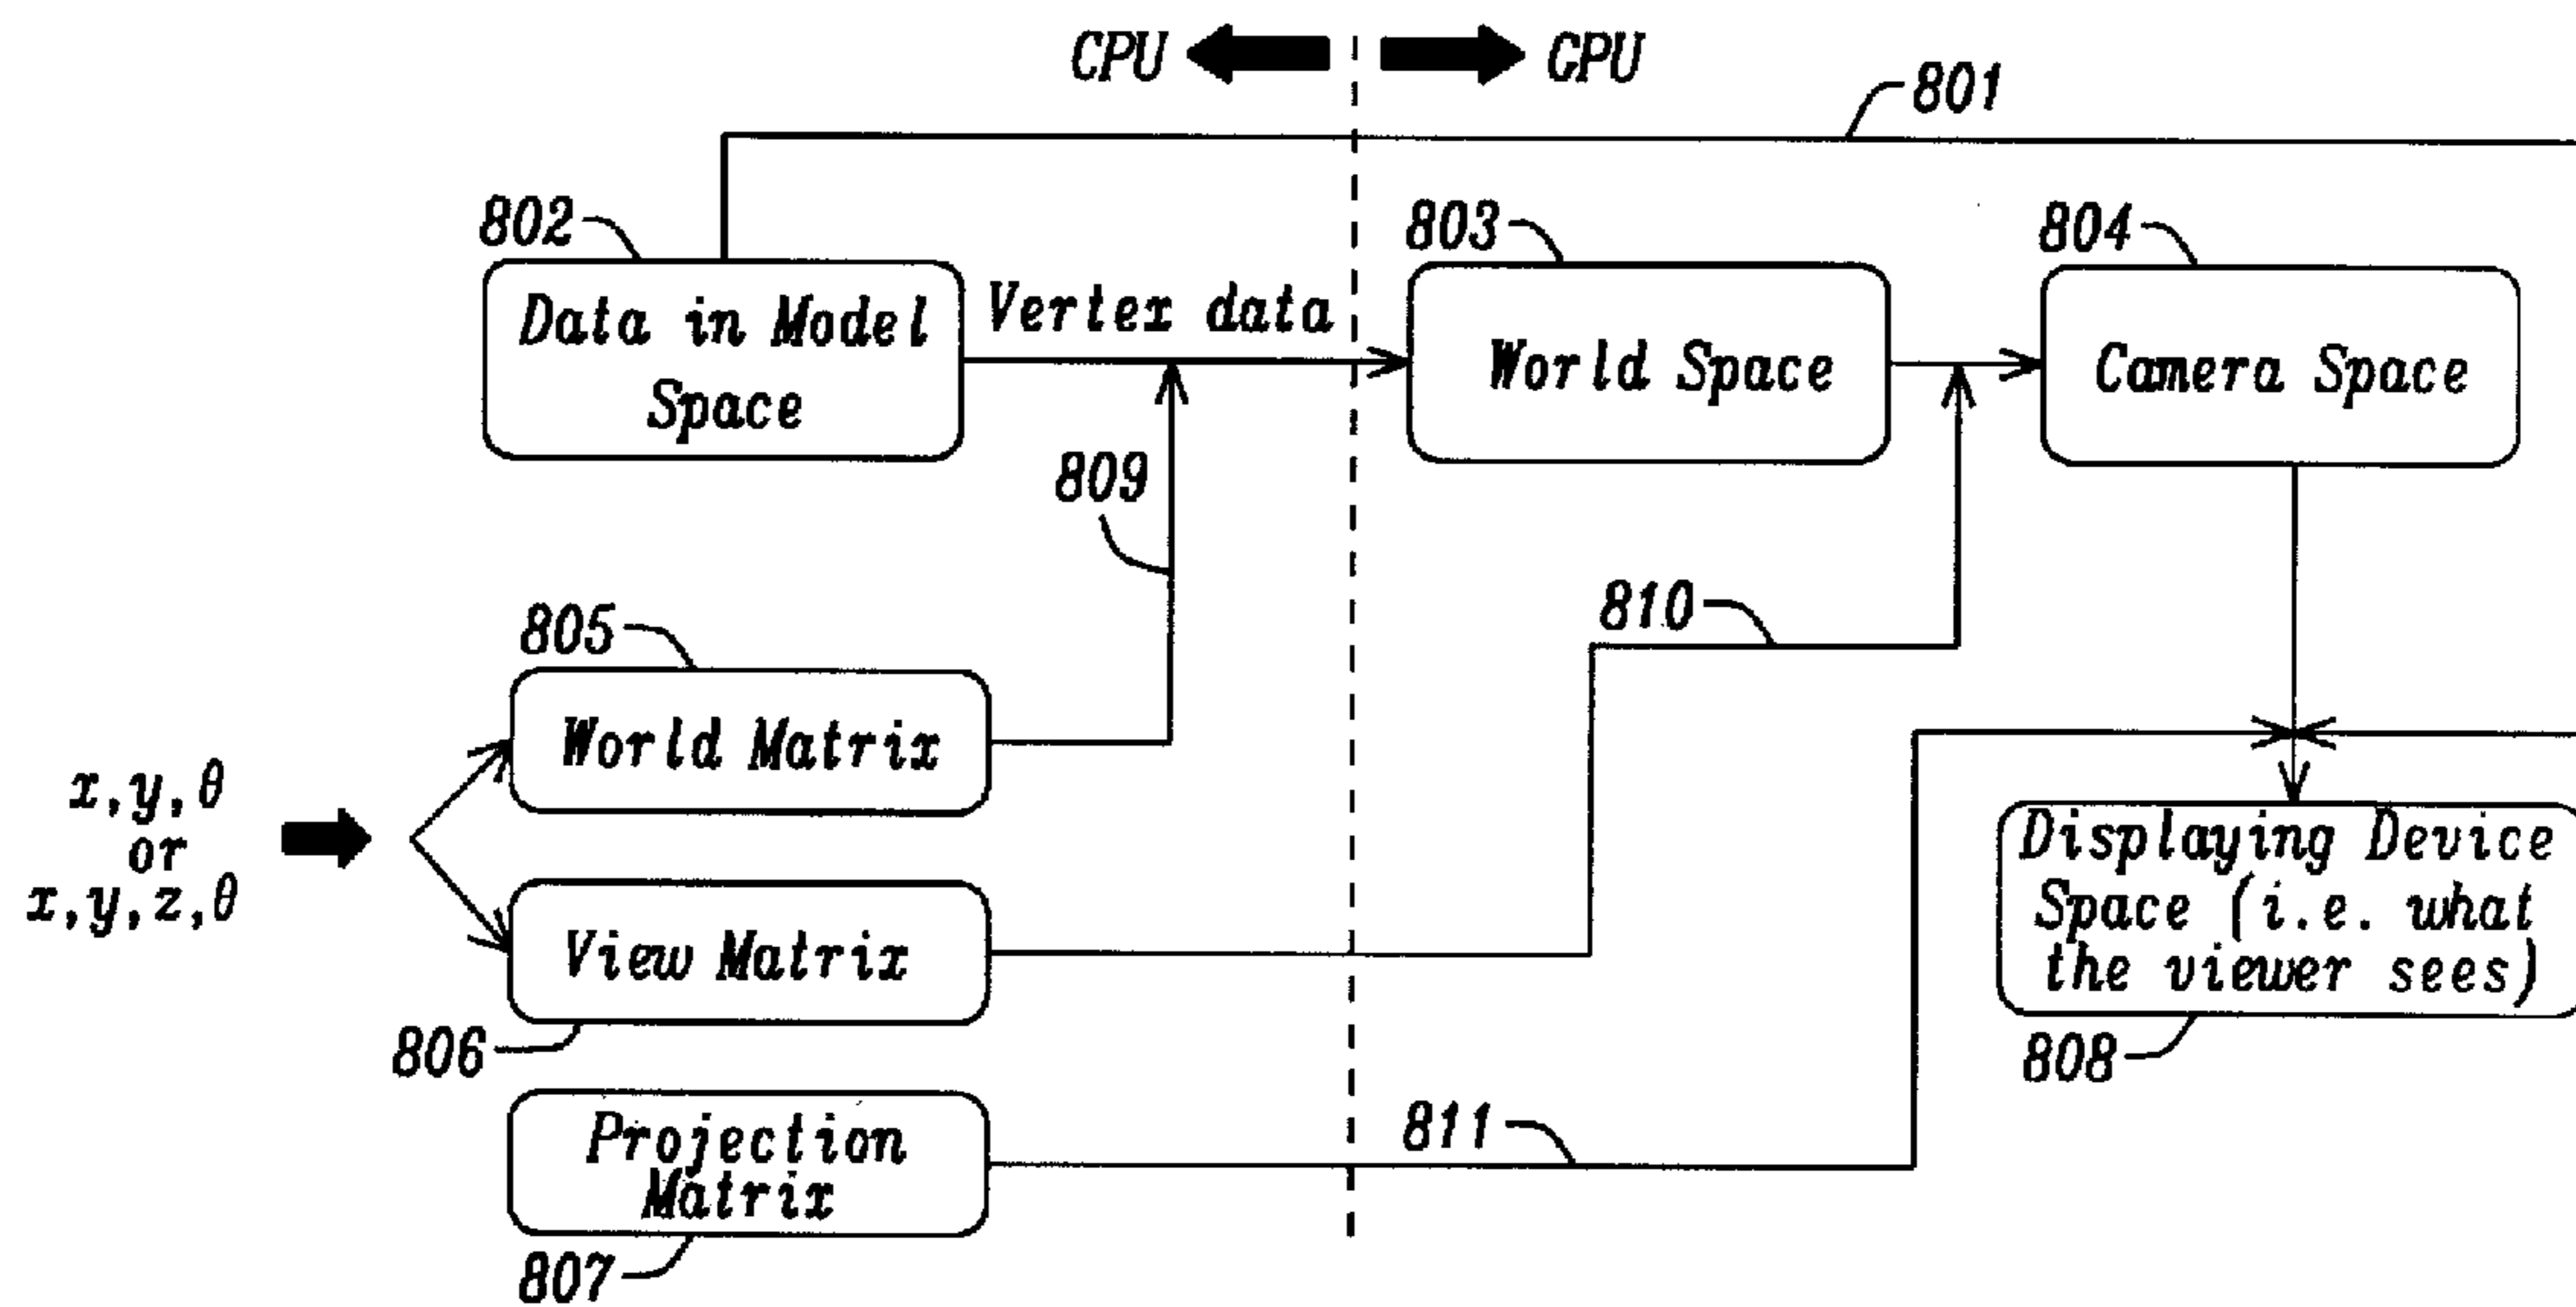 CPU
GPU
801
802
803
804
Data in Model
Space
Vertex data
World Space
Camera Space
809
805
810
World Matrix
x,y,θ
or
x,y,z,θ
View Matrix
Displaying Device
Space (i.e. what
the viewer sees)
806
808
Projection
Matrix
811
807